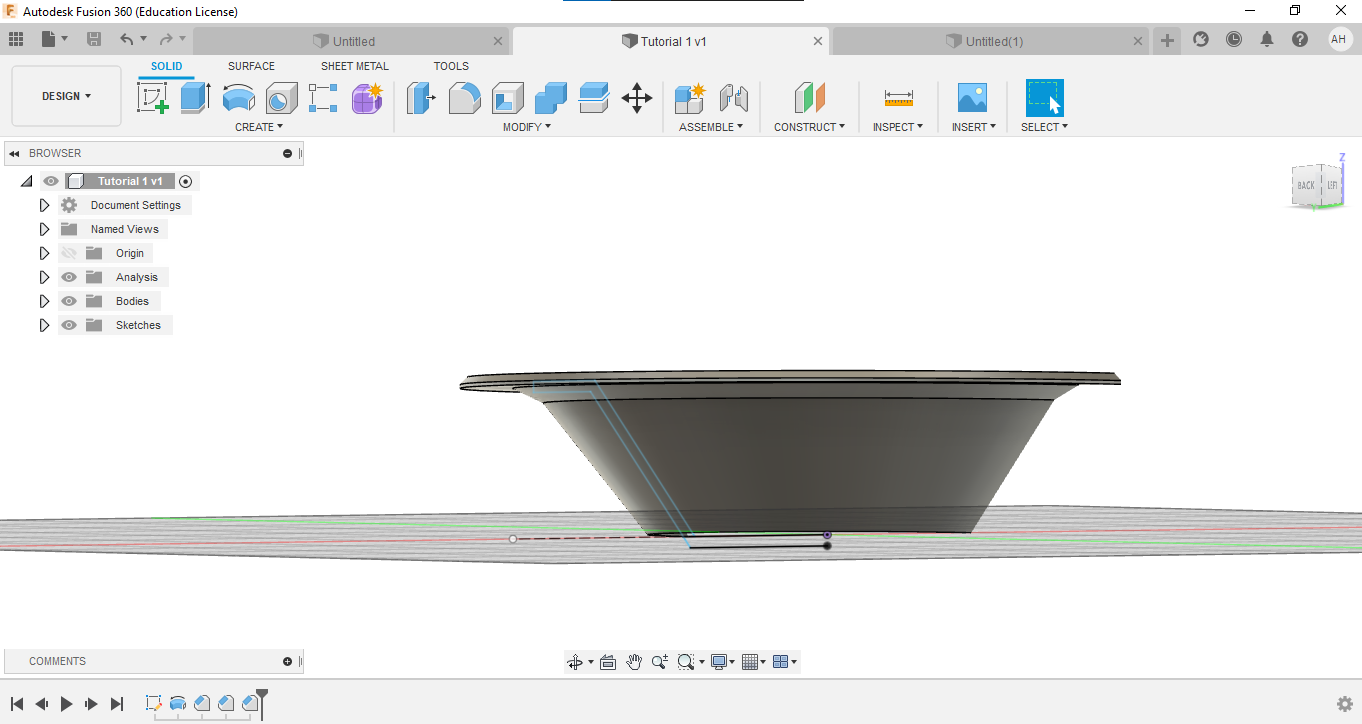 Autodesk Fusion 360 (Education License)
Untitled
Tutorial 1 v1
Untitled(1)
AH
DESIGN
SOLID SURFACE SHEET METAL TOOLS
CREATE MODIFY ASSEMBLE CONSTRUCT INSPECT INSERT SELECT
BROWSER
Tutorial 1 v1
Document Settings
Named Views
Origin
Analysis
Bodies
Sketches
Z
BACK LEFT
COMMENTS